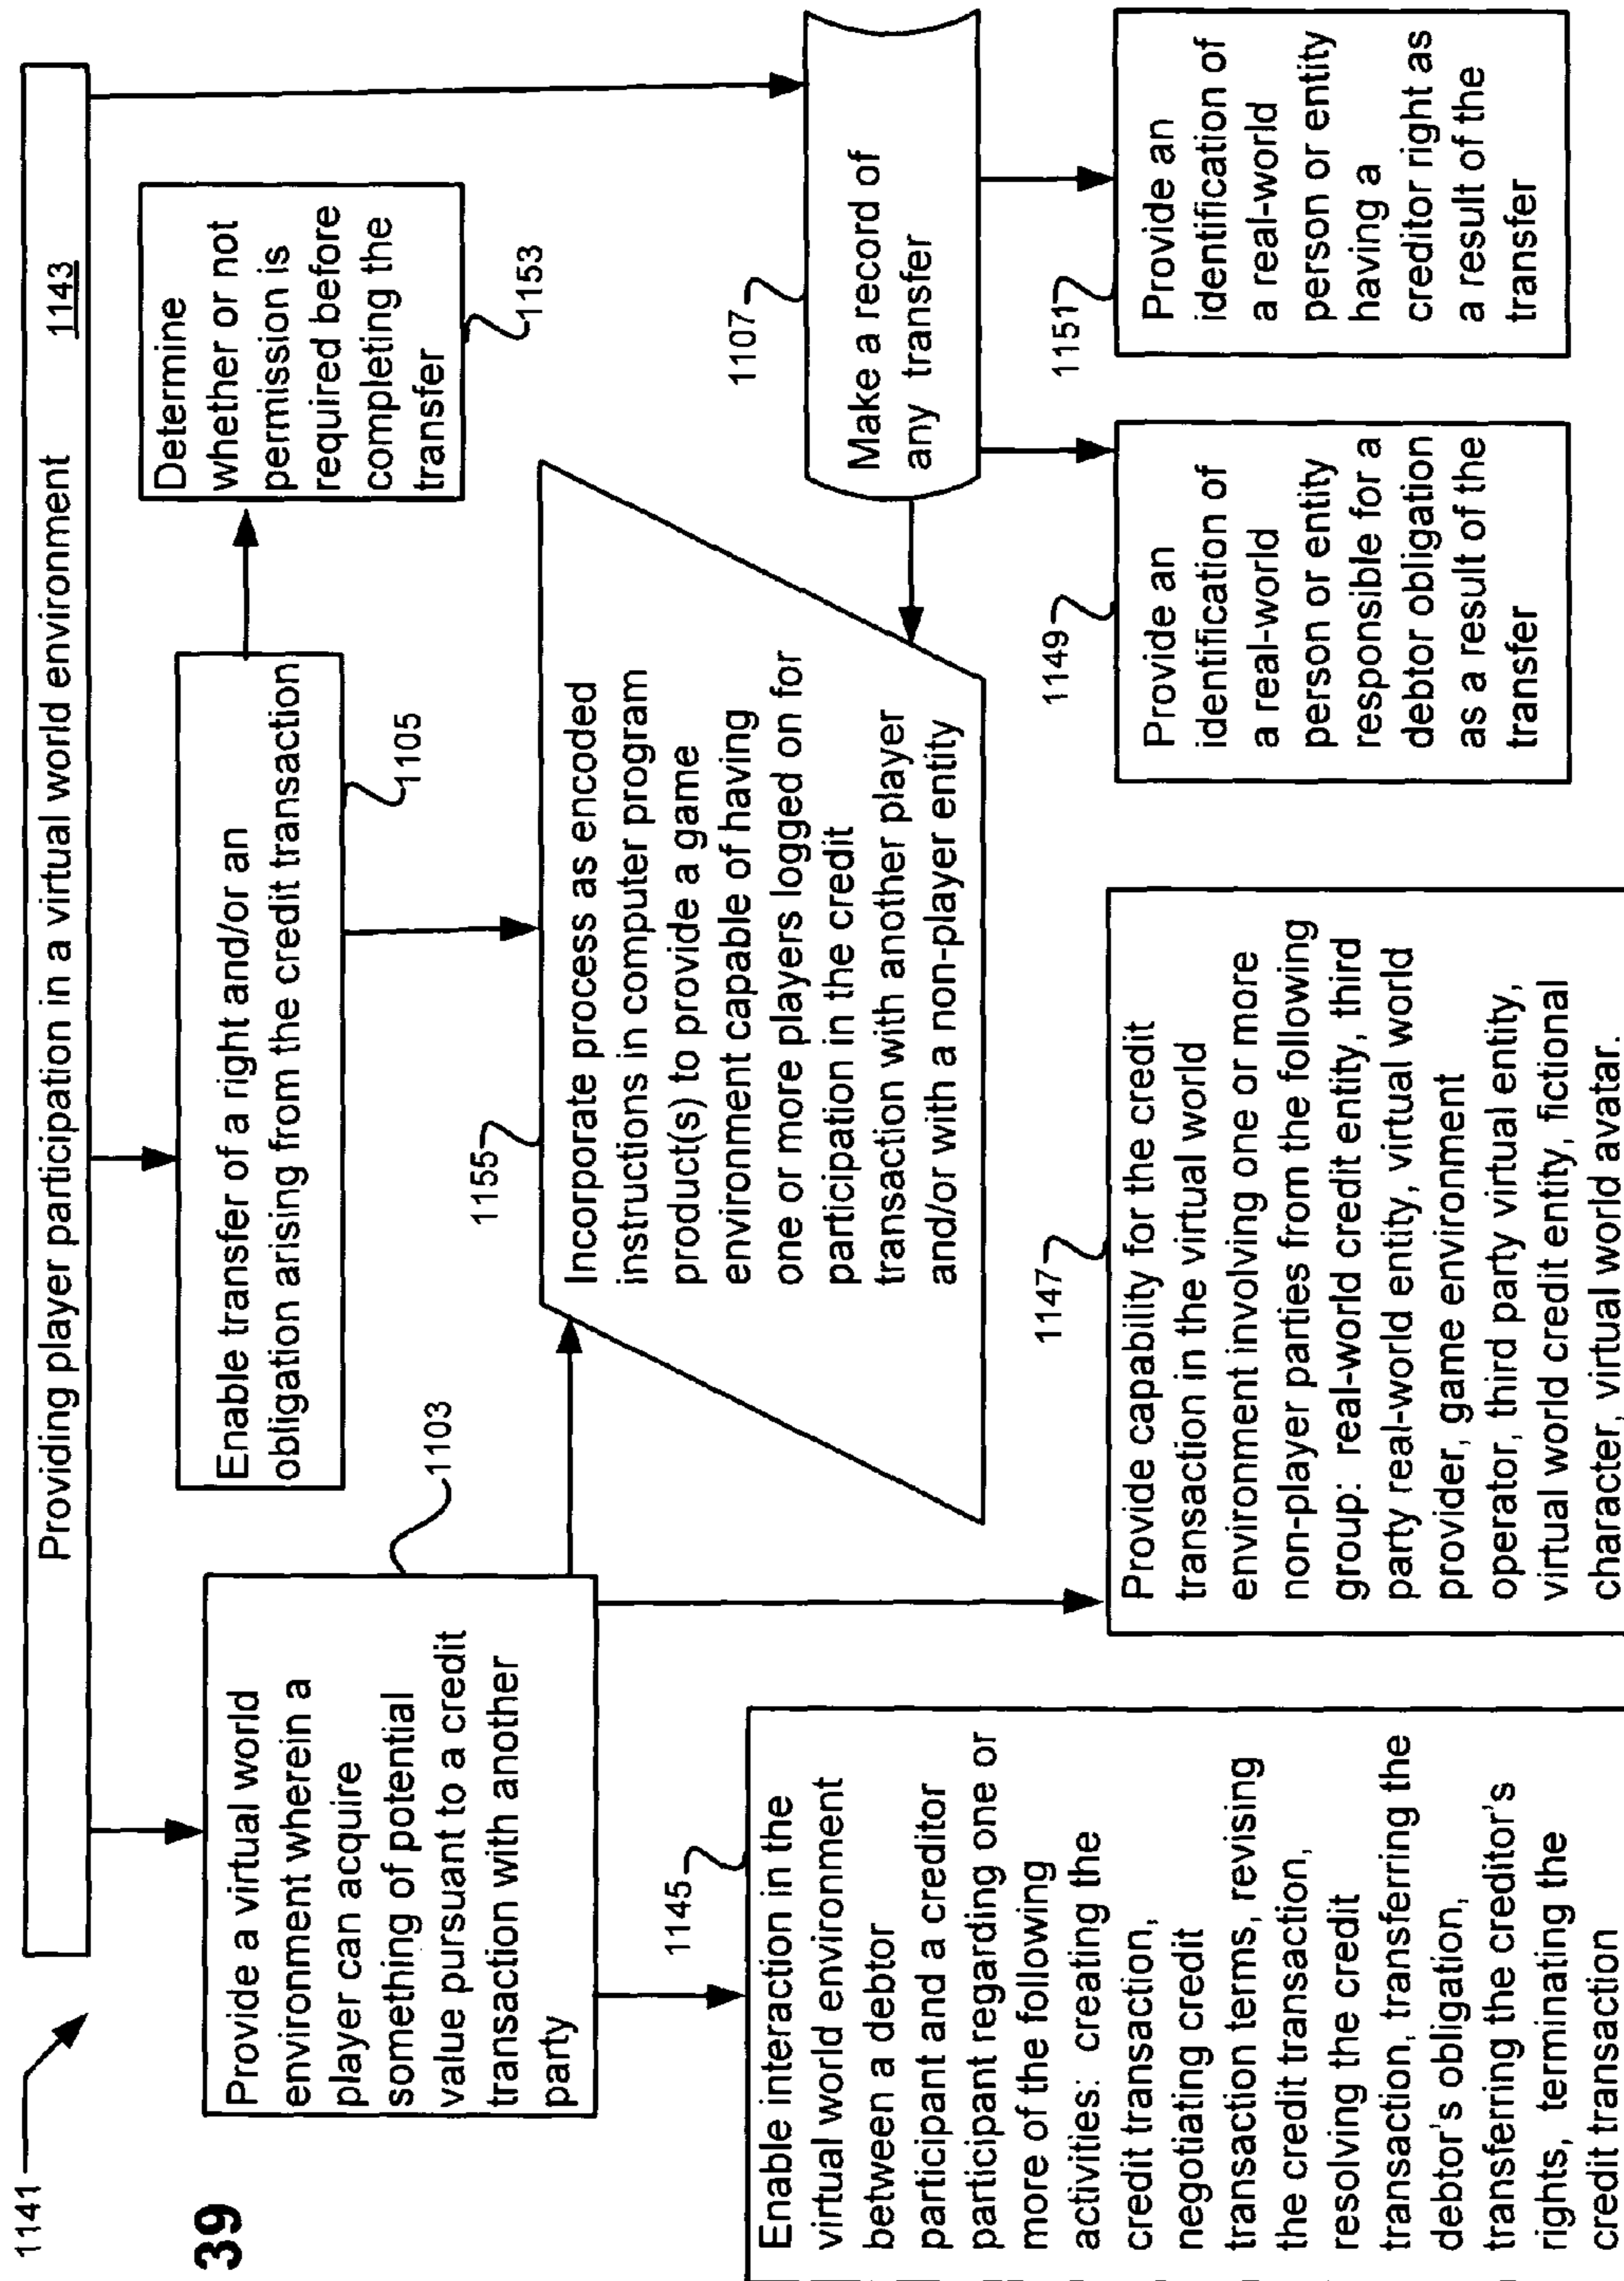 1141
39
Providing player participation in a virtual world environment 1143
Provide a virtual world
environment wherein a
player can acquire
something of potential
value pursuant to a credit
transaction with another
party
1103
Enable transfer of a right and/or an
obligation arising from the credit transaction
1105
Determine
whether or not
permission is
required before
completing the
transfer
1153
1155
Incorporate process as encoded
instructions in computer program
product(s) to provide a game
environment capable of having
one or more players logged on for
participation in the credit
transaction with another player
and/or with a non-player entity
1107
Make a record of
any transfer
1145
Enable interaction in the
virtual world environment
between a debtor
participant and a creditor
participant regarding one or
more of the following
activities: creating the
credit transaction,
negotiating credit
transaction terms, revising
the credit transaction,
resolving the credit
transaction, transferring the
debtor's obligation,
transferring the creditor's
rights, terminating the
credit transaction
1147
Provide capability for the credit
transaction in the virtual world
environment involving one or more
non-player parties from the following
group: real-world credit entity, third
party real-world entity, virtual world
provider, game environment
operator, third party virtual entity,
virtual world credit entity, fictional
character, virtual world avatar.
1149
Provide an
identification of
a real-world
person or entity
responsible for a
debtor obligation
as a result of the
transfer
1151
Provide an
identification of
a real-world
person or entity
having a
creditor right as
a result of the
transfer